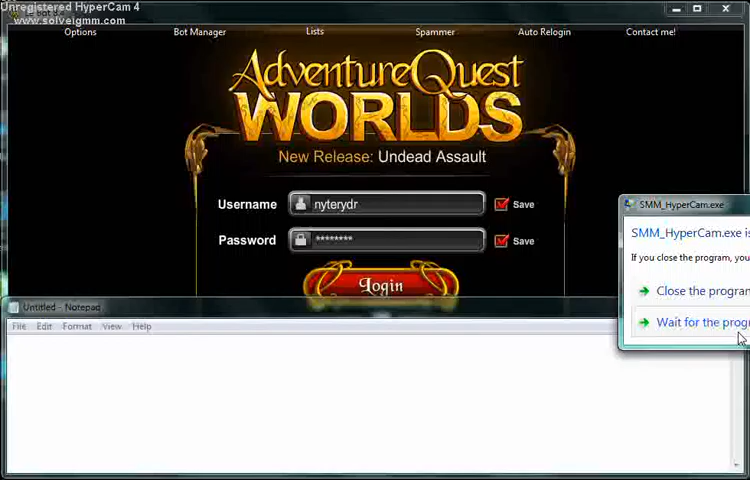 Unregistered HyperCam 4
www.solveigmm.com
Options Bot Manager Lists Spammer Auto Relogin Contact me!
AdventureQuest
WORLDS
New Release: Undead Assault
Username nyterydr Save
Password ******** Save
Login
SMM_HyperCam.exe
SMM_HyperCam.exe is
If you close the program, you
Close the program
Wait for the progr
Untitled - Notepad
File Edit Format View Help